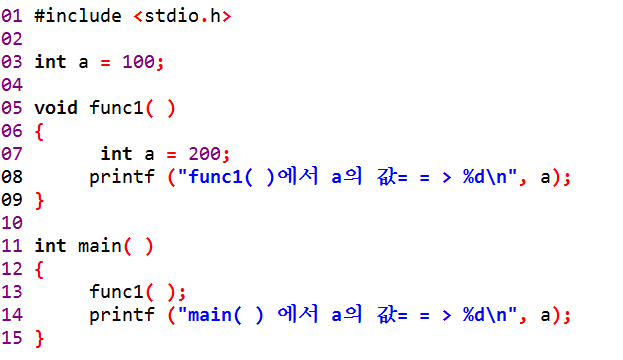 01 #include <stdio.h>
02
03 int a = 100;
04
05 void func1( )
06 {
07 int a = 200;
08 printf ("func1( )에서 a의 값= = > %d\n", a);
09 }
10
11 int main( )
12 {
13 func1( );
14 printf ("main( ) 에서 a의 값= = > %d\n", a);
15 }